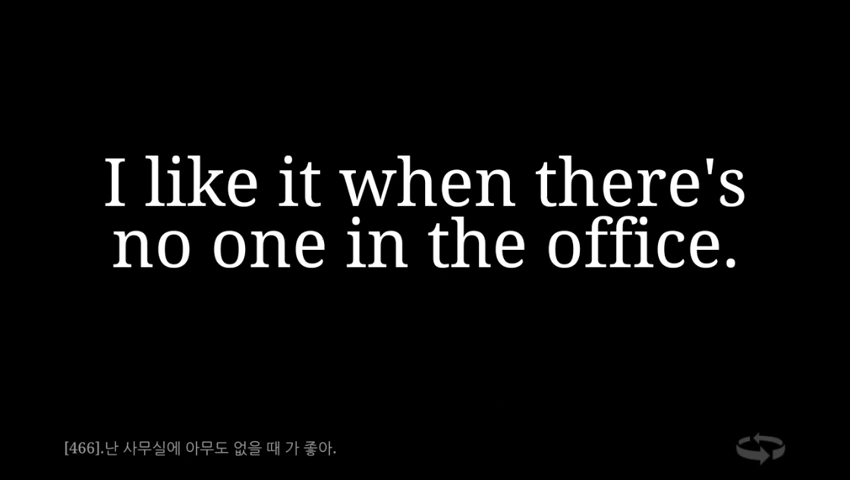 I like it when there's
no one in the office.
[466].난 사무실에 아무도 없을 때 가 좋아.